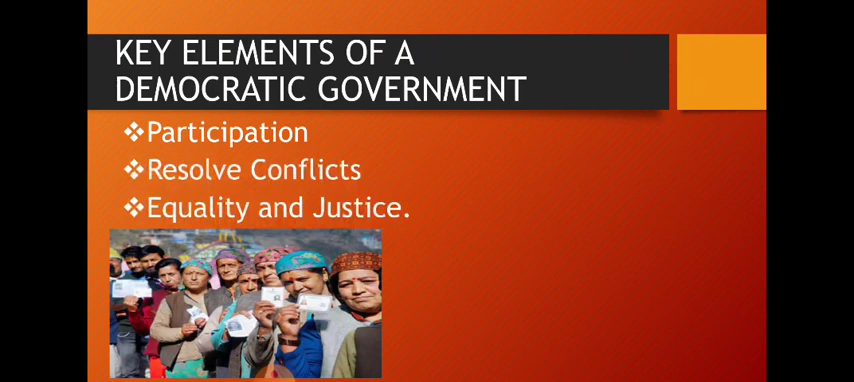 KEY ELEMENTS OF A
DEMOCRATIC GOVERNMENT
❖Participation
❖Resolve Conflicts
❖Equality and Justice.